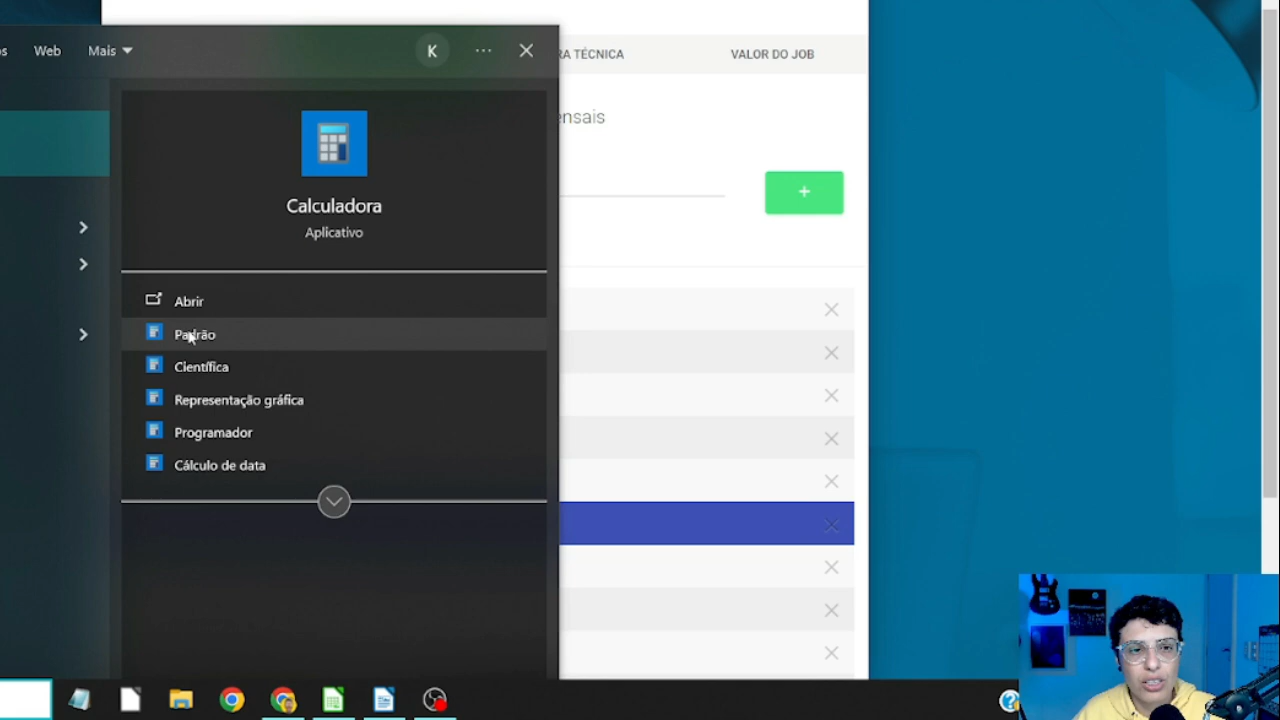 Web
Mais
K
RA TÉCNICA
VALOR DO JOB
ensais
+
Calculadora
Aplicativo
Abrir
Padrão
Científica
Representação gráfica
Programador
Cálculo de data